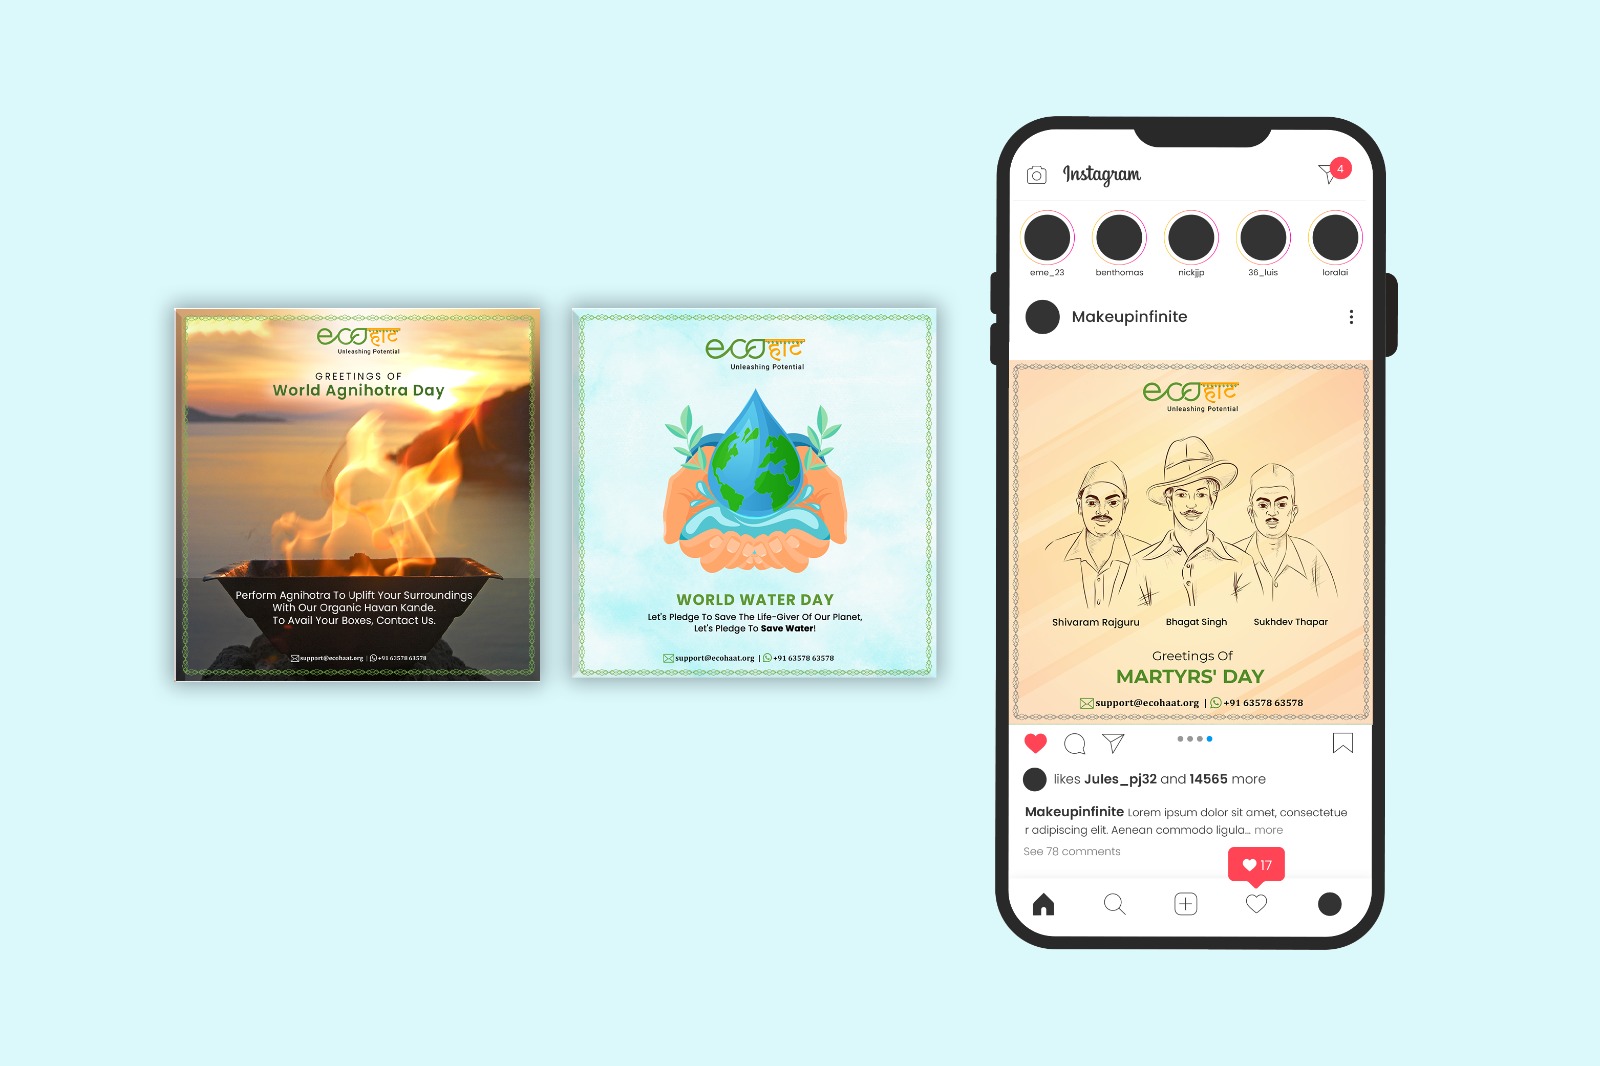 ecoहाट
Unleashing Potential
GREETINGS OF
World Agnihotra Day
Perform Agnihotra To Uplift Your Surroundings
With Our Organic Havan Kande.
To Avail Your Boxes, Contact Us.
support@ecohaat.org | +91 63578 63578
ecoहाट
Unleashing Potential
WORLD WATER DAY
Let's Pledge To Save The Life-Giver Of Our Planet,
Let's Pledge To Save Water!
support@ecohaat.org | +91 63578 63578
Instagram
4
eme_23 benthomas nickjjp 36_luis loralai
Makeupinfinite
ecoहाट
Unleashing Potential
Shivaram Rajguru Bhagat Singh Sukhdev Thapar
Greetings Of
MARTYRS' DAY
support@ecohaat.org | +91 63578 63578
likes Jules_pj32 and 14565 more
Makeupinfinite Lorem ipsum dolor sit amet, consectetue
r adipiscing elit. Aenean commodo ligula... more
See 78 comments
17